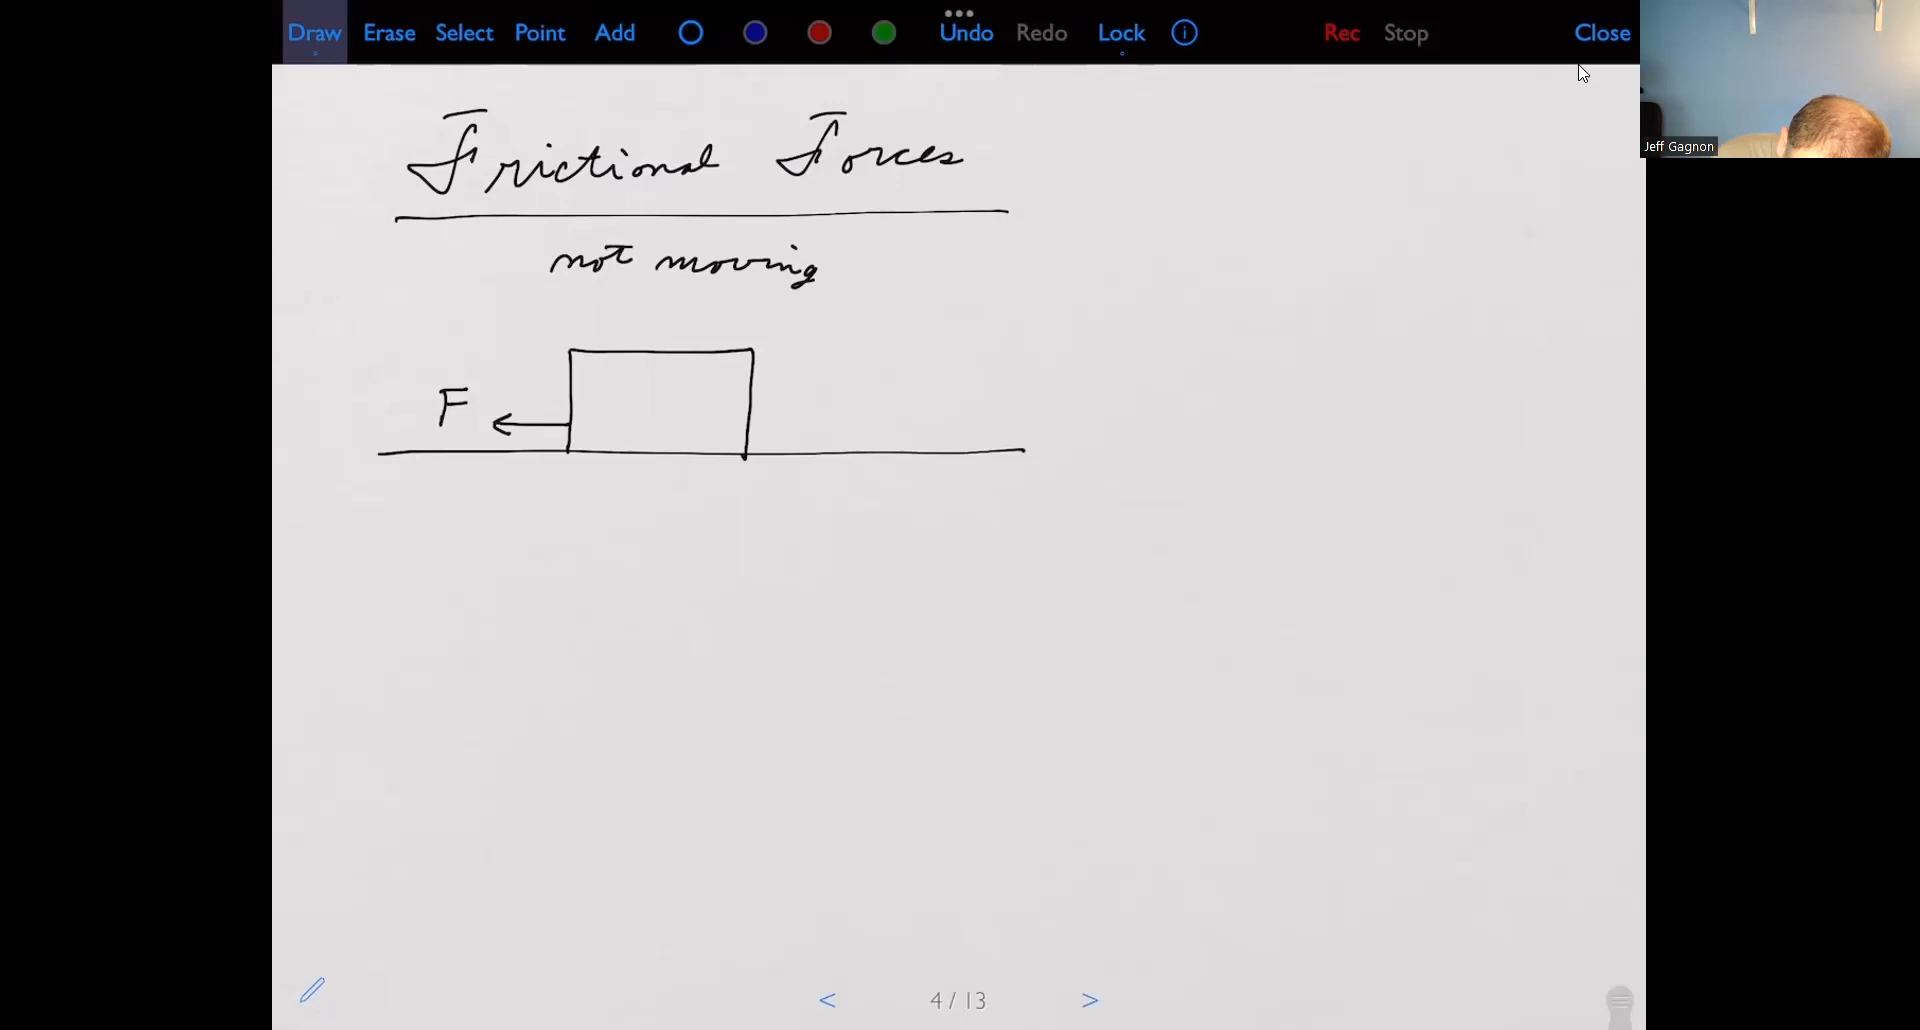 Draw Erase Select Point Add Undo Redo Lock Rec Stop Close
Jeff Gagnon
Frictional Forces
not moving
F
< 4 / 13 >